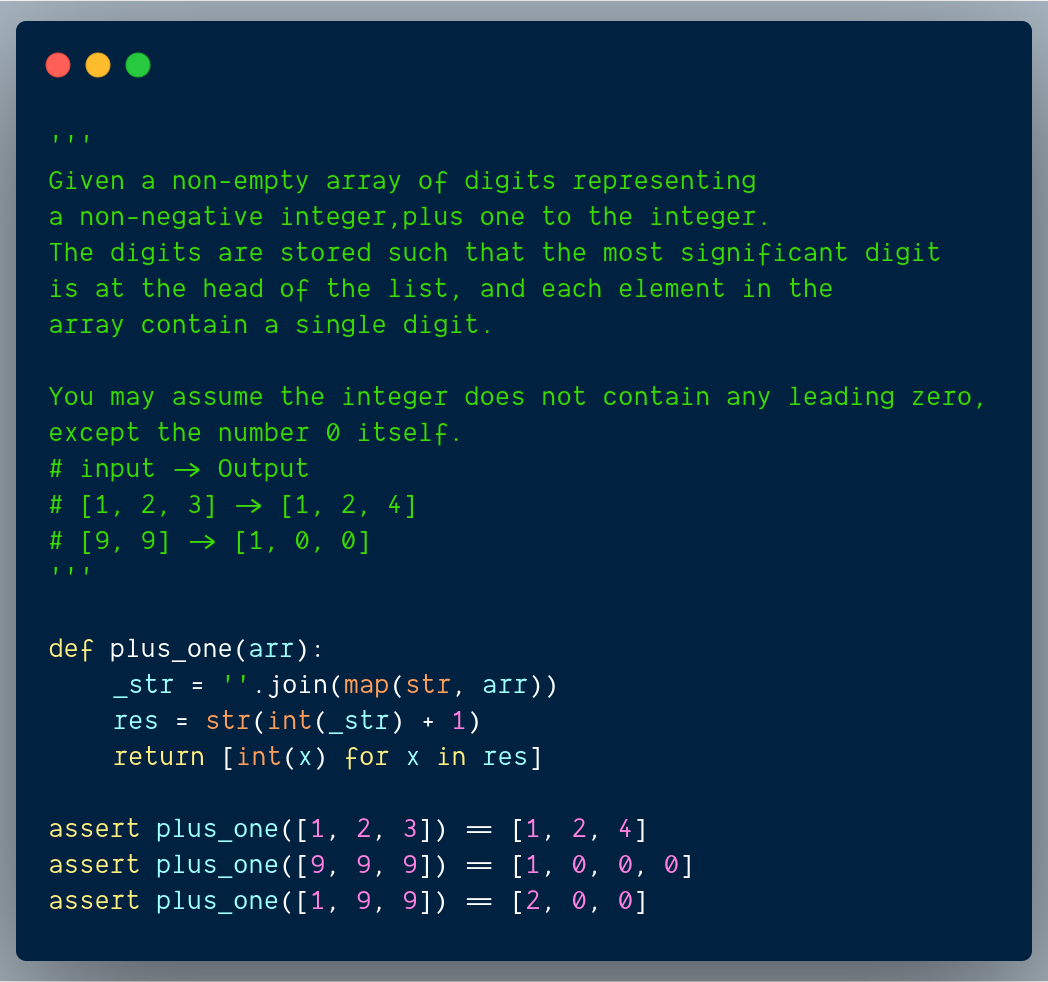 '''
Given a non-empty array of digits representing
a non-negative integer,plus one to the integer.
The digits are stored such that the most significant digit
is at the head of the list, and each element in the
array contain a single digit.

You may assume the integer does not contain any leading zero,
except the number 0 itself.
# input -> Output
# [1, 2, 3] -> [1, 2, 4]
# [9, 9] -> [1, 0, 0]
'''

def plus_one(arr):
    _str = ''.join(map(str, arr))
    res = str(int(_str) + 1)
    return [int(x) for x in res]

assert plus_one([1, 2, 3]) == [1, 2, 4]
assert plus_one([9, 9, 9]) == [1, 0, 0, 0]
assert plus_one([1, 9, 9]) == [2, 0, 0]